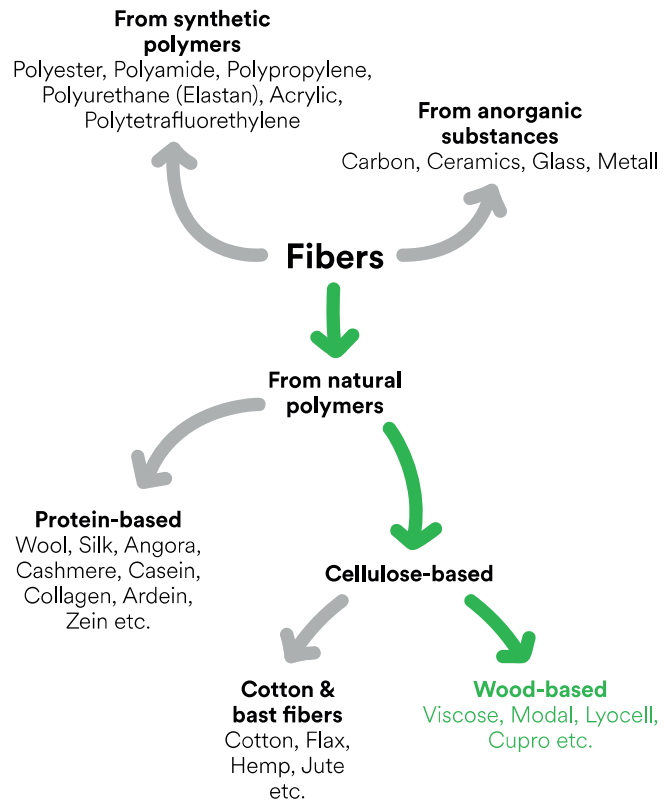 From synthetic
polymers
Polyester, Polyamide, Polypropylene,
Polyurethane (Elastan), Acrylic,
Polytetrafluorethylene
From anorganic
substances
Carbon, Ceramics, Glass, Metall
Fibers
From natural
polymers
Protein-based
Wool, Silk, Angora,
Cashmere, Casein,
Collagen, Ardein,
Zein etc.
Cellulose-based
Cotton &
bast fibers
Cotton, Flax,
Hemp, Jute
etc.
Wood-based
Viscose, Modal, Lyocell,
Cupro etc.